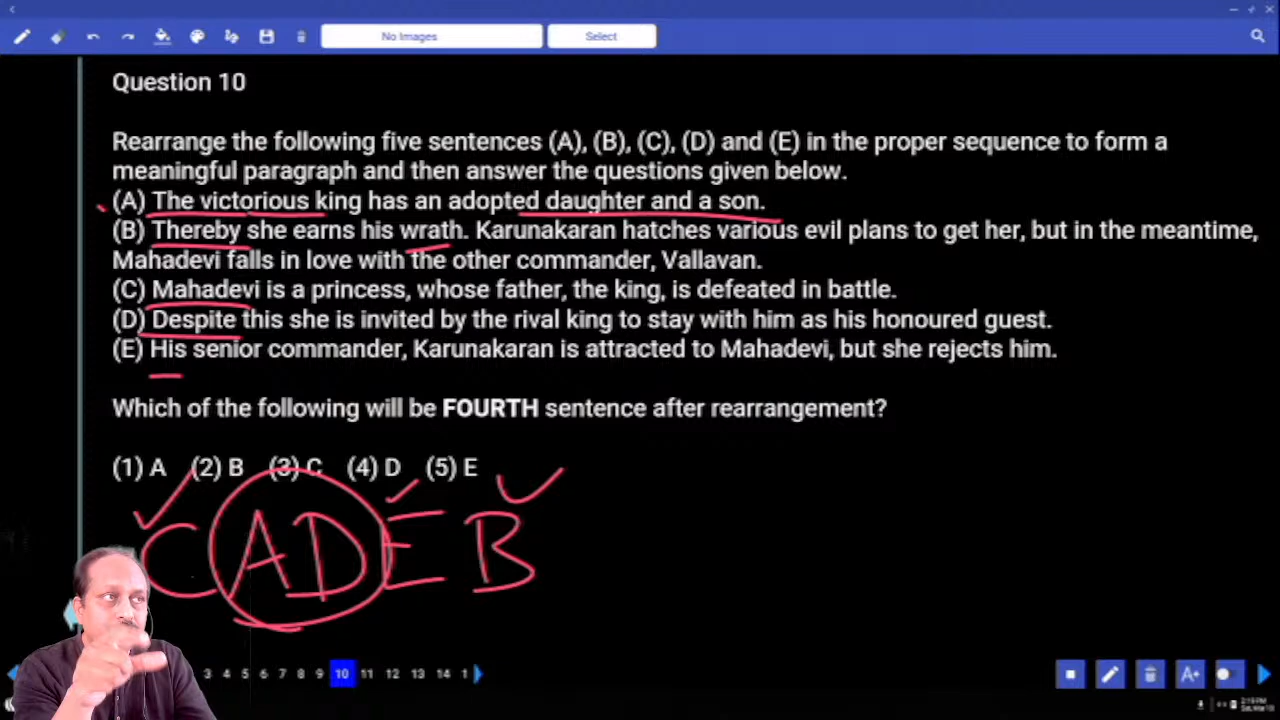 No Images
Select
Question 10
Rearrange the following five sentences (A), (B), (C), (D) and (E) in the proper sequence to form a
meaningful paragraph and then answer the questions given below.
(A) The victorious king has an adopted daughter and a son.
(B) Thereby she earns his wrath. Karunakaran hatches various evil plans to get her, but in the meantime,
Mahadevi falls in love with the other commander, Vallavan.
(C) Mahadevi is a princess, whose father, the king, is defeated in battle.
(D) Despite this she is invited by the rival king to stay with him as his honoured guest.
(E) His senior commander, Karunakaran is attracted to Mahadevi, but she rejects him.
Which of the following will be FOURTH sentence after rearrangement?
(1) A (2) B (3) C (4) D (5) E
C A D E B
3 4 5 6 7 8 9 10 11 12 13 14 1
A+